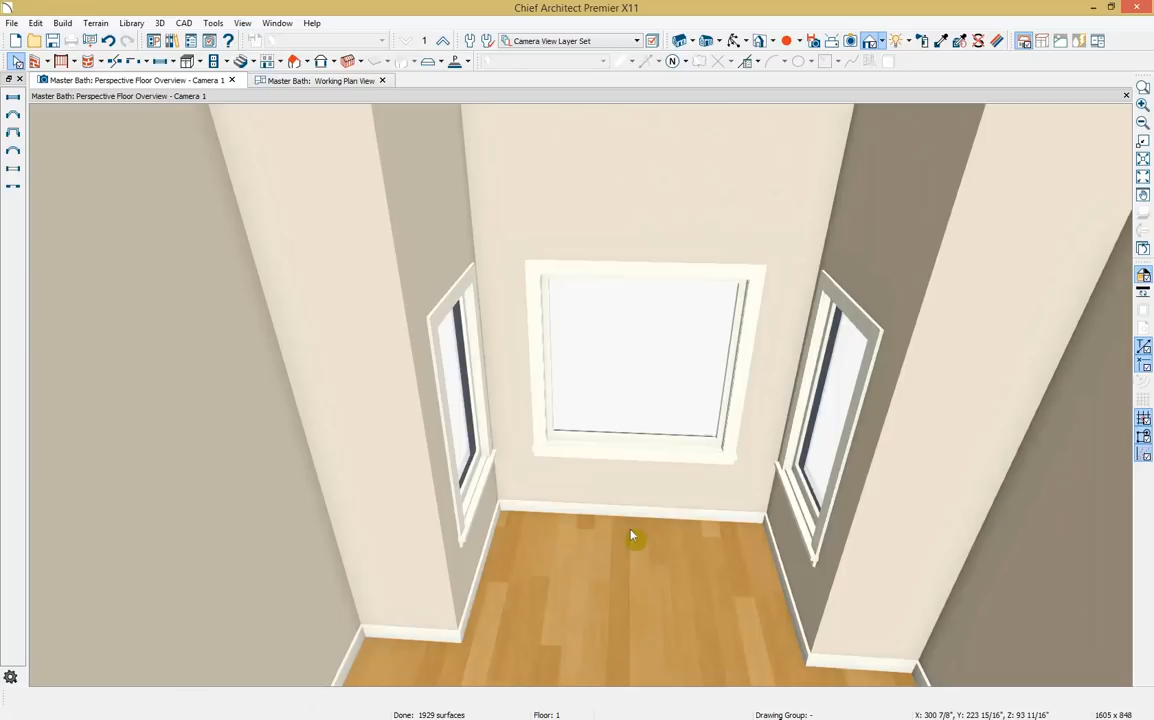 Chief Architect Premier X11
File Edit Build Terrain Library 3D CAD Tools View Window Help
1 Camera View Layer Set
Master Bath: Perspective Floor Overview - Camera 1 Master Bath: Working Plan View
Master Bath: Perspective Floor Overview - Camera 1
Done: 1929 surfaces Floor: 1 Drawing Group: - X: 300 7/8", Y: 223 15/16", Z: 93 11/16" 1605 x 848